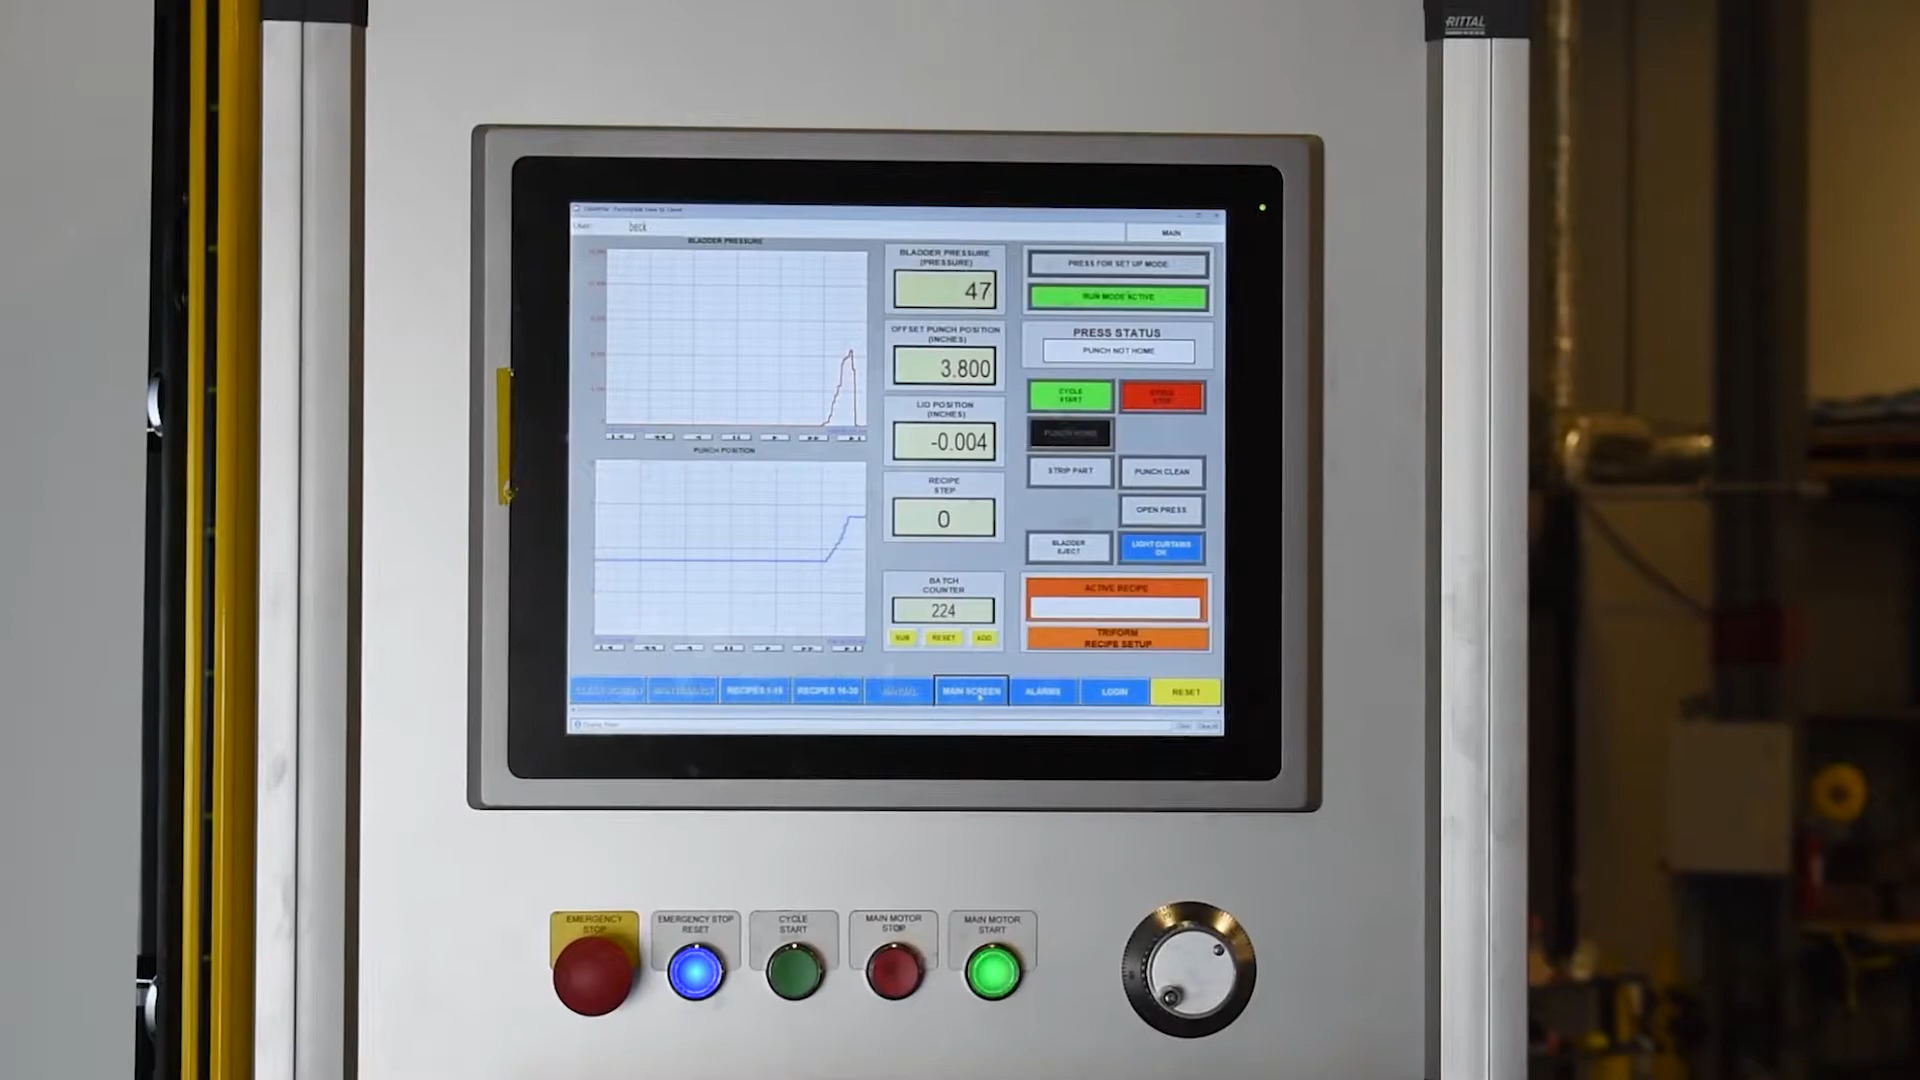 RITTAL
beck
MAIN
BLADDER PRESSURE
BLADDER PRESSURE
(PRESSURE)
47
PRESS FOR SET UP MODE
RUN MODE ACTIVE
OFFSET PUNCH POSITION
(INCHES)
3.800
PRESS STATUS
PUNCH NOT HOME
LID POSITION
(INCHES)
-0.004
CYCLE
START
CYCLE
STOP
PUNCH HOME
PUNCH POSITION
RECIPE
STEP
0
STRIP PART
PUNCH CLEAN
OPEN PRESS
BLADDER
EJECT
LIGHT CURTAINS
OK
BATCH
COUNTER
224
SUB
RESET
ADD
ACTIVE RECIPE
TRIFORM
RECIPE SETUP
RECIPES 1-15
RECIPES 16-30
MANUAL
MAIN SCREEN
ALARMS
LOGIN
RESET
EMERGENCY
STOP
EMERGENCY STOP
RESET
CYCLE
START
MAIN MOTOR
STOP
MAIN MOTOR
START